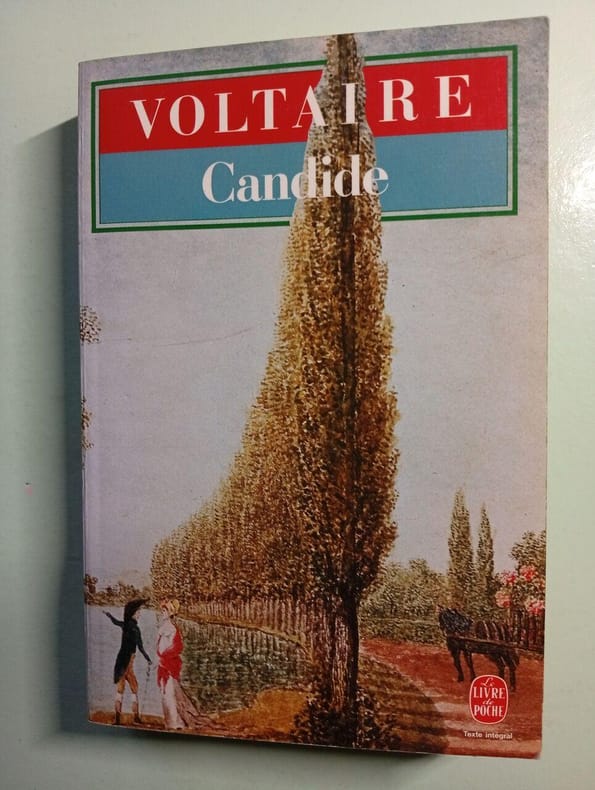 VOLTAIRE
Candide
Le
LIVRE
de
POCHE
Texte intégral